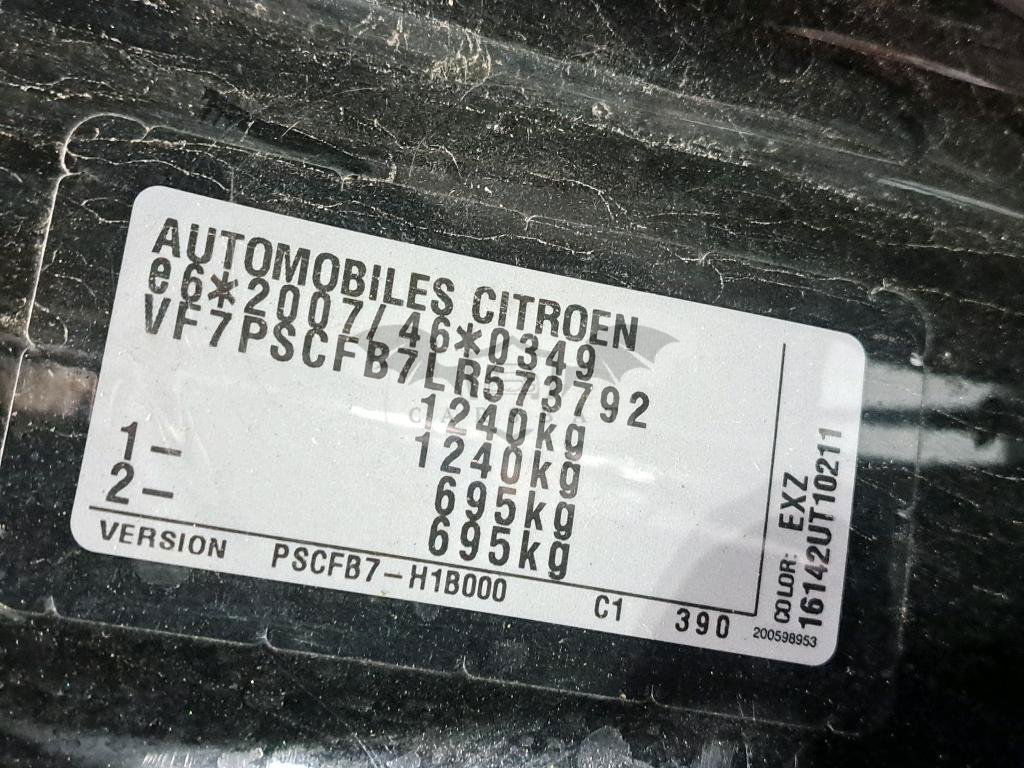 AUTOMOBILES CITROEN
e6*2007/46*0349
VF7PSCFB7LR573792
1240kg
1240kg
1– 695kg
2– 695kg
VERSION PSCFB7–H1B000 C1 390
COLOR: EXZ
16142UT10211
200598953